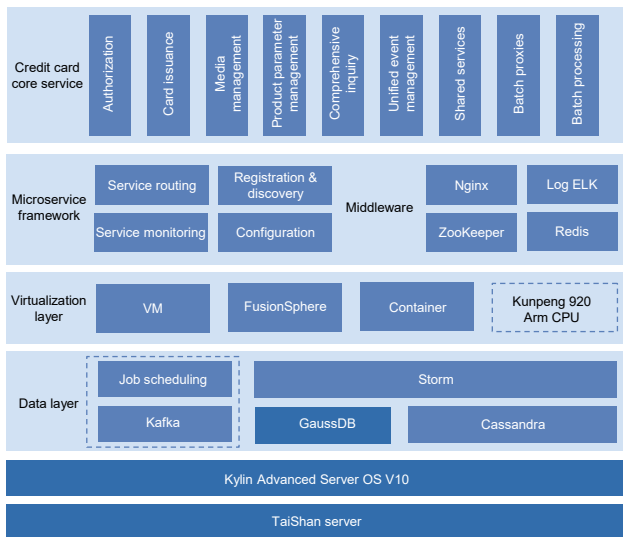 Credit card
core service
Authorization
Card issuance
Media
management
Product parameter
management
Comprehensive
inquiry
Unified event
management
Shared services
Batch proxies
Batch processing
Microservice
framework
Service routing
Registration &
discovery
Service monitoring
Configuration
Middleware
Nginx
Log ELK
ZooKeeper
Redis
Virtualization
layer
VM
FusionSphere
Container
Kunpeng 920
Arm CPU
Data layer
Job scheduling
Storm
Kafka
GaussDB
Cassandra
Kylin Advanced Server OS V10
TaiShan server